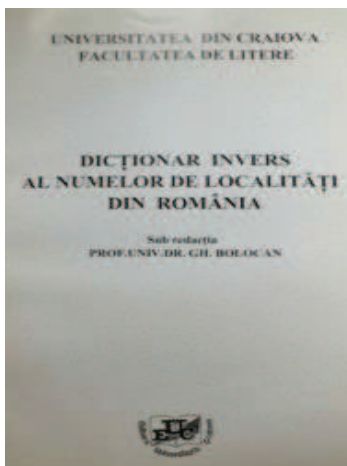 UNIVERSITATEA DIN CRAIOVA
FACULTATEA DE LITERE
DICȚIONAR INVERS
AL NUMELOR DE LOCALITĂȚI
DIN ROMÂNIA
Sub redacția
PROF.UNIV.DR. GH. BOLOCAN
EUC